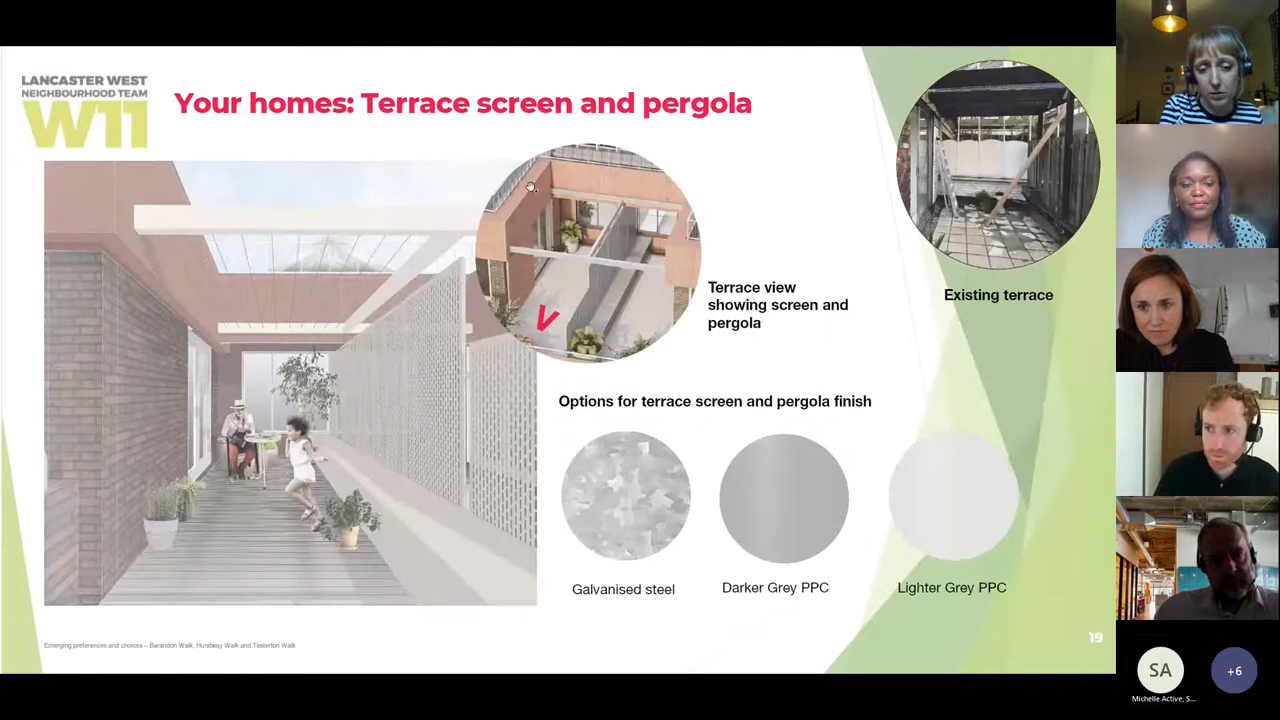 LANCASTER WEST
NEIGHBOURHOOD TEAM
W11
Your homes: Terrace screen and pergola
Terrace view
showing screen and
pergola
Existing terrace
Options for terrace screen and pergola finish
Galvanised steel
Darker Grey PPC
Lighter Grey PPC
Emerging preferences and choices – Barandon Walk, Hurstway Walk and Testerton Walk
19
SA
+6
Michelle Active, S...